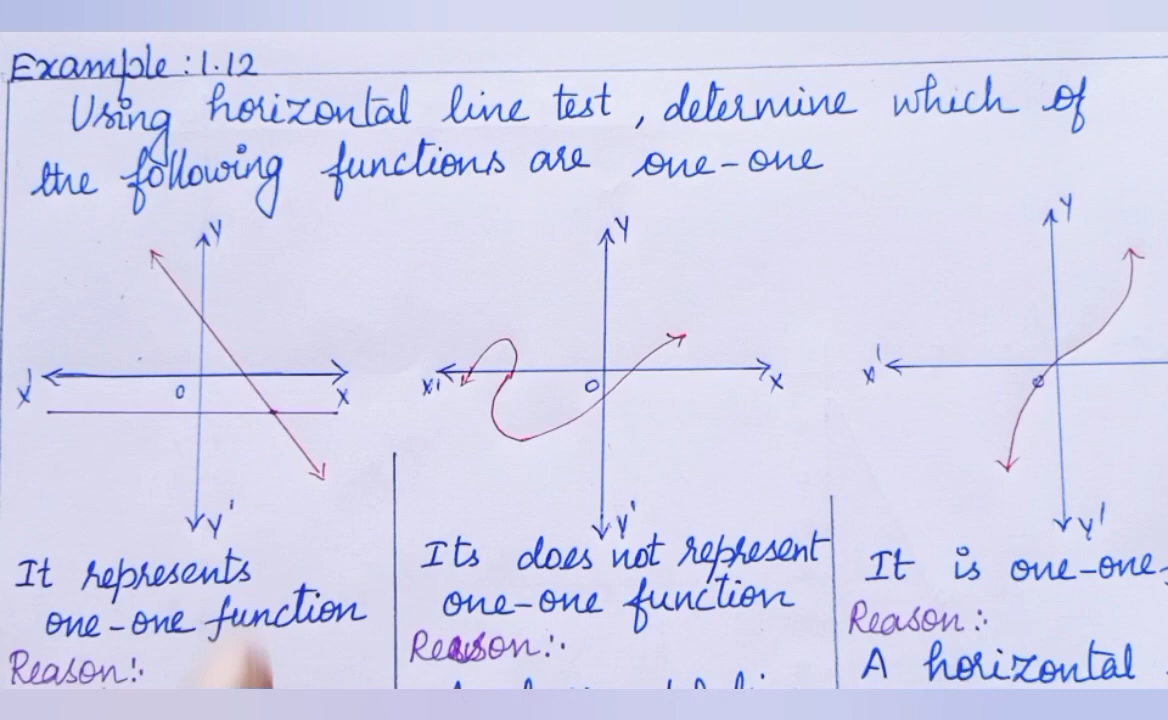 Example : 1.12
Using horizontal line test, determine which of
the following functions are one-one
Y
X'
O
X
Y'
It represents
one-one function
Reason:-
Y
X'
O
X
Y'
Its does not represent
one-one function
Reason:-
Y
X'
O
Y'
It is one-one-
Reason:-
A horizontal